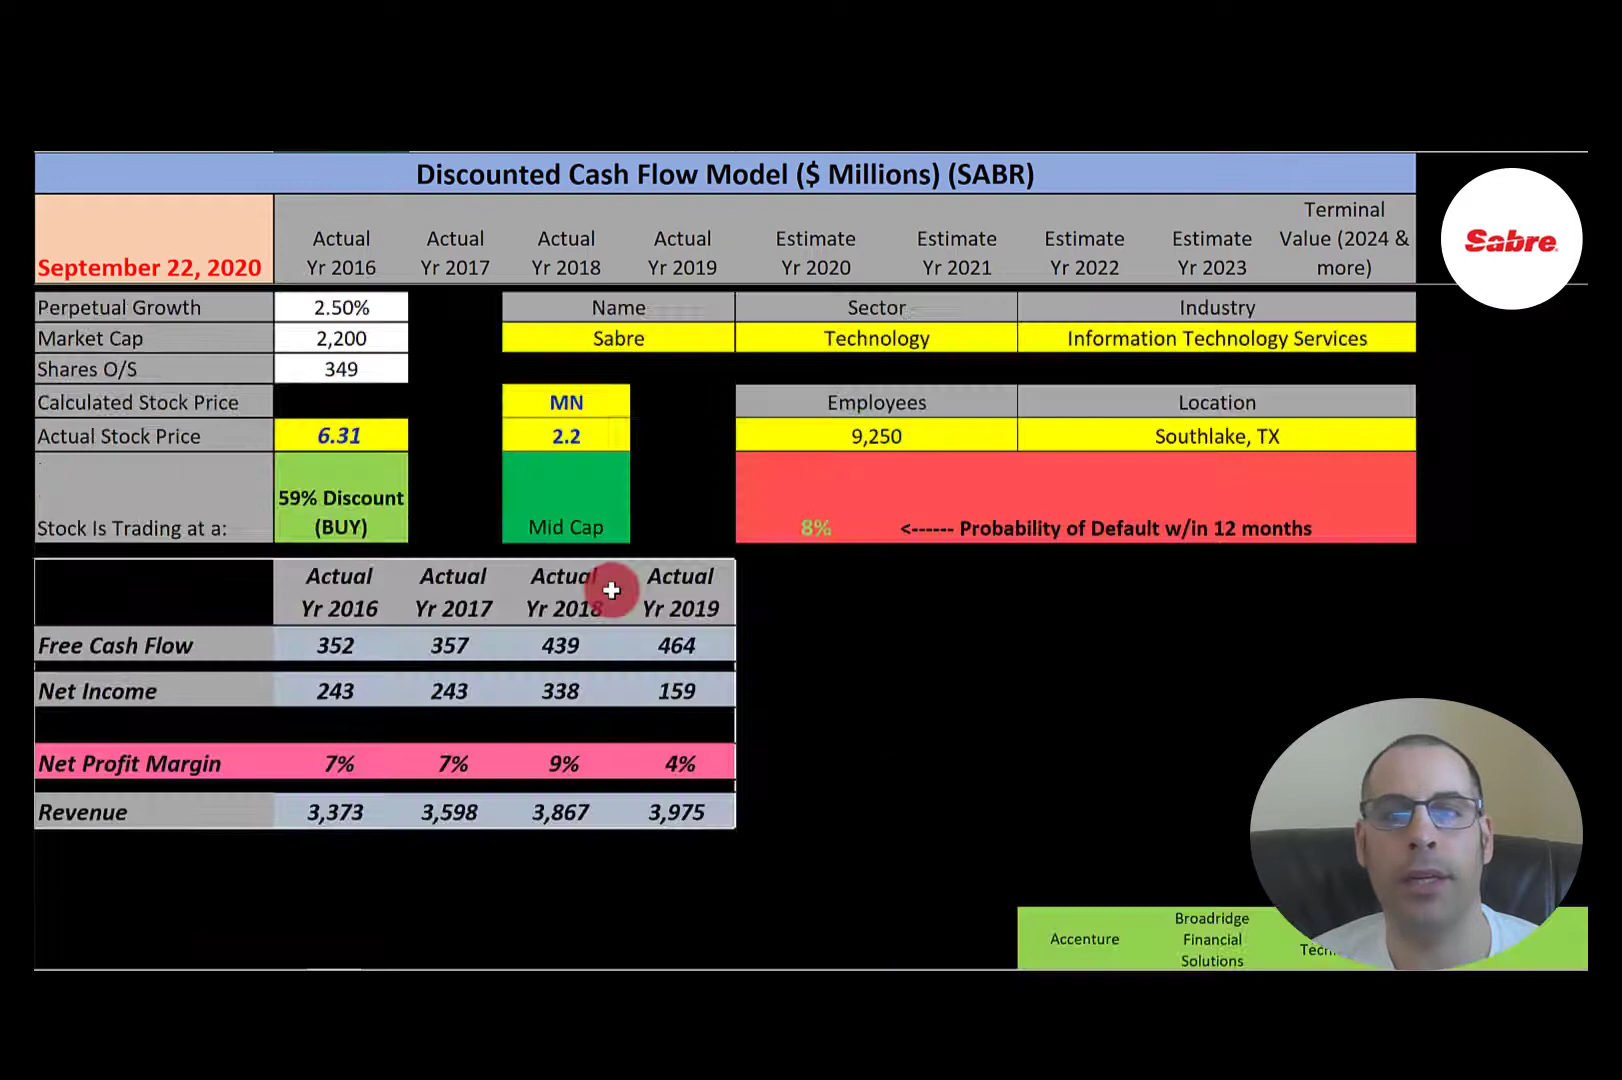 Discounted Cash Flow Model ($ Millions) (SABR)
Sabre
September 22, 2020
Actual Yr 2016
Actual Yr 2017
Actual Yr 2018
Actual Yr 2019
Estimate Yr 2020
Estimate Yr 2021
Estimate Yr 2022
Estimate Yr 2023
Terminal Value (2024 & more)
Perpetual Growth 2.50% Name Sector Industry
Market Cap 2,200 Sabre Technology Information Technology Services
Shares O/S 349
Calculated Stock Price MN Employees Location
Actual Stock Price 6.31 2.2 9,250 Southlake, TX
Stock Is Trading at a: 59% Discount (BUY) Mid Cap 8% <------ Probability of Default w/in 12 months
Actual Yr 2016
Actual Yr 2017
Actual Yr 2018
Actual Yr 2019
Free Cash Flow 352 357 439 464
Net Income 243 243 338 159
Net Profit Margin 7% 7% 9% 4%
Revenue 3,373 3,598 3,867 3,975
Accenture
Broadridge Financial Solutions